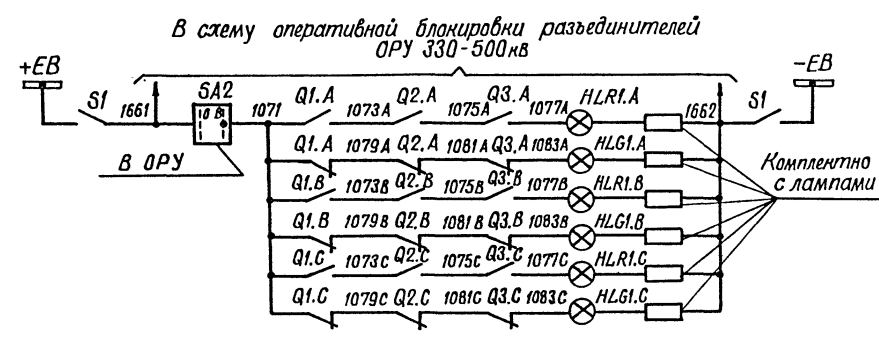 В схему оперативной блокировки разъединителей
ОРУ 330-500 кв
+ЕВ
-ЕВ
S1 1661 SA2 1071 Q1.A 1073A Q2.A 1075A Q3.A 1077A HLR1.A 1662 S1
О В
В ОРУ
Q1.A 1079A Q2.A 1081A Q3.A 1083A HLG1.A
Q1.B 1073B Q2.B 1075B Q3.B 1077B HLR1.B
Q1.B 1079B Q2.B 1081B Q3.B 1083B HLG1.B
Q1.C 1073C Q2.C 1075C Q3.C 1077C HLR1.C
Q1.C 1079C Q2.C 1081C Q3.C 1083C HLG1.C
Комплектно
с лампами